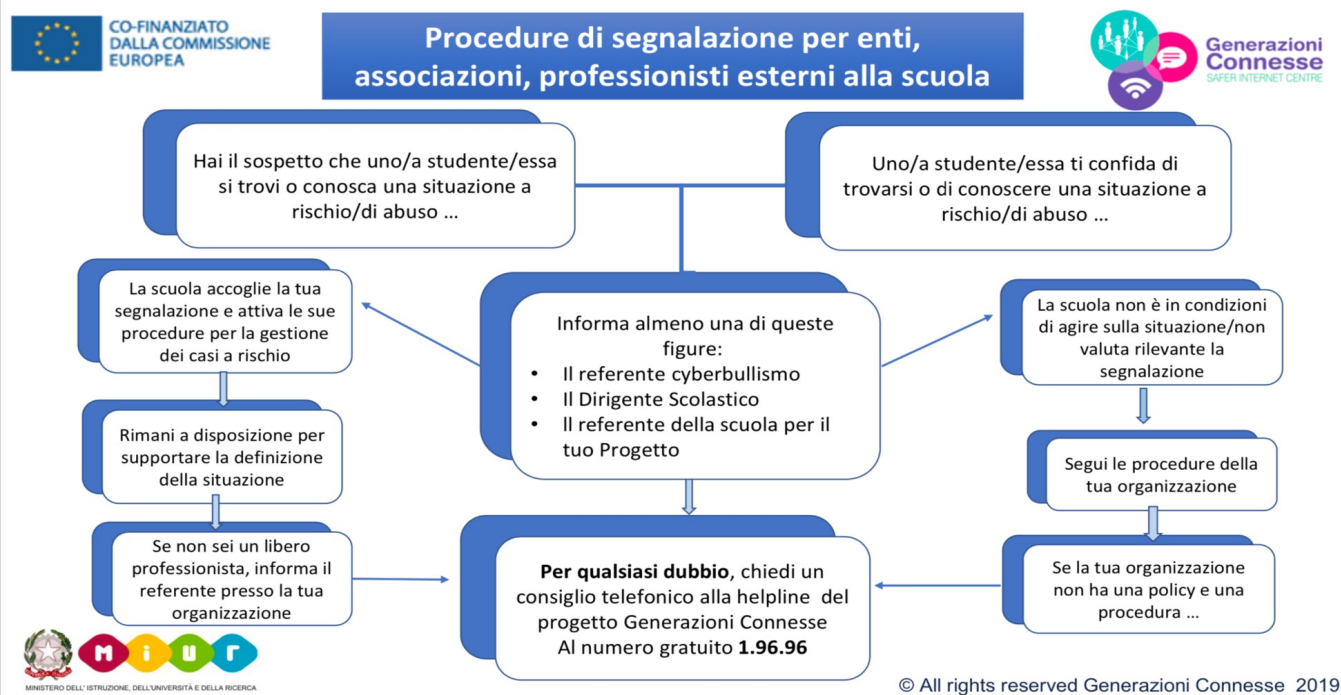 CO-FINANZIATO
DALLA COMMISSIONE
EUROPEA
Procedure di segnalazione per enti,
associazioni, professionisti esterni alla scuola
Generazioni
Connesse
SAFER INTERNET CENTRE
Hai il sospetto che uno/a studente/essa
si trovi o conosca una situazione a
rischio/di abuso ...
Uno/a studente/essa ti confida di
trovarsi o di conoscere una situazione a
rischio/di abuso ...
Informa almeno una di queste
figure:
• Il referente cyberbullismo
• Il Dirigente Scolastico
• Il referente della scuola per il
tuo Progetto
La scuola accoglie la tua
segnalazione e attiva le sue
procedure per la gestione
dei casi a rischio
Rimani a disposizione per
supportare la definizione
della situazione
Se non sei un libero
professionista, informa il
referente presso la tua
organizzazione
La scuola non è in condizioni
di agire sulla situazione/non
valuta rilevante la
segnalazione
Segui le procedure della
tua organizzazione
Se la tua organizzazione
non ha una policy e una
procedura ...
Per qualsiasi dubbio, chiedi un
consiglio telefonico alla helpline del
progetto Generazioni Connesse
Al numero gratuito 1.96.96
MIUR
MINISTERO DELL' ISTRUZIONE, DELL'UNIVERSITÀ E DELLA RICERCA
© All rights reserved Generazioni Connesse 2019